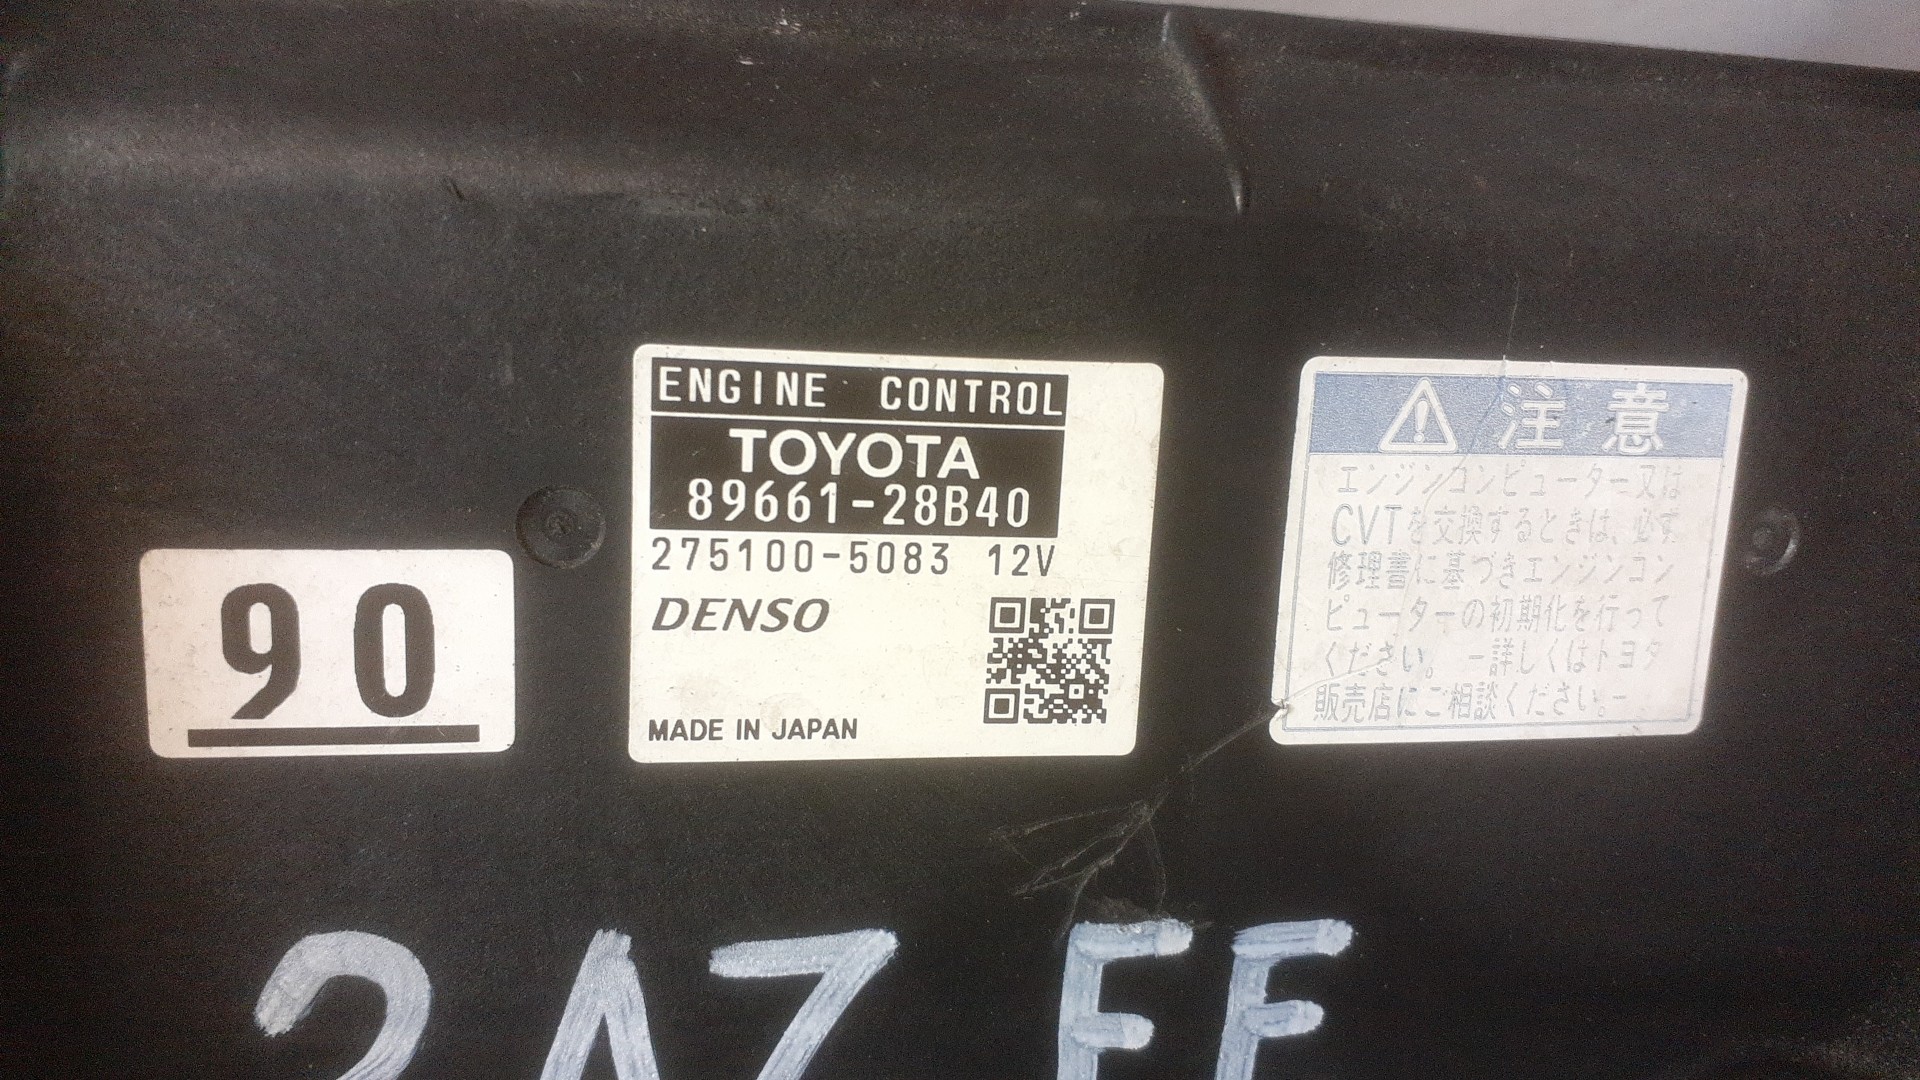 ENGINE CONTROL
TOYOTA
89661-28B40
275100-5083 12V
DENSO
MADE IN JAPAN
90
注意
エンジンコンピューター又は
CVTを交換するときは、必ず
修理書に基づきエンジンコン
ピューターの初期化を行って
ください。 -詳しくはトヨタ
販売店にご相談ください。-
2AZ FE